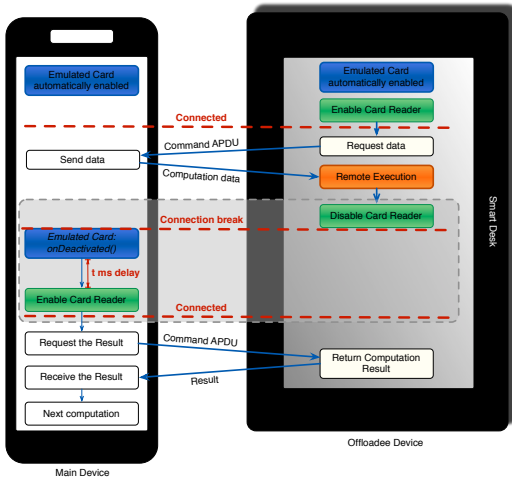 Emulated Card
automatically enabled
Emulated Card
automatically enabled
Enable Card Reader
Connected
Command APDU
Request data
Send data
Computation data
Remote Execution
Disable Card Reader
Connection break
Emulated Card:
onDeactivated()
t ms delay
Enable Card Reader
Connected
Request the Result
Command APDU
Return Computation
Result
Receive the Result
Result
Next computation
Smart Desk
Offloadee Device
Main Device